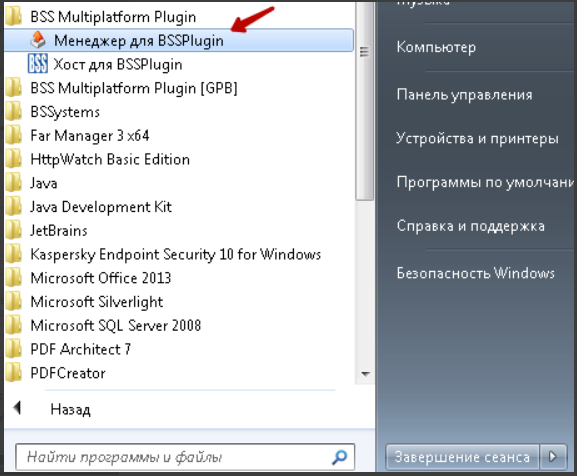 BSS Multiplatform Plugin
Менеджер для BSSPlugin
BSS Хост для BSSPlugin
BSS Multiplatform Plugin [GPB]
BSSystems
Far Manager 3 x64
HttpWatch Basic Edition
Java
Java Development Kit
JetBrains
Kaspersky Endpoint Security 10 for Windows
Microsoft Office 2013
Microsoft Silverlight
Microsoft SQL Server 2008
PDF Architect 7
PDFCreator
Назад
Найти программы и файлы
Музыка
Компьютер
Панель управления
Устройства и принтеры
Программы по умолчани
Справка и поддержка
Безопасность Windows
Завершение сеанса